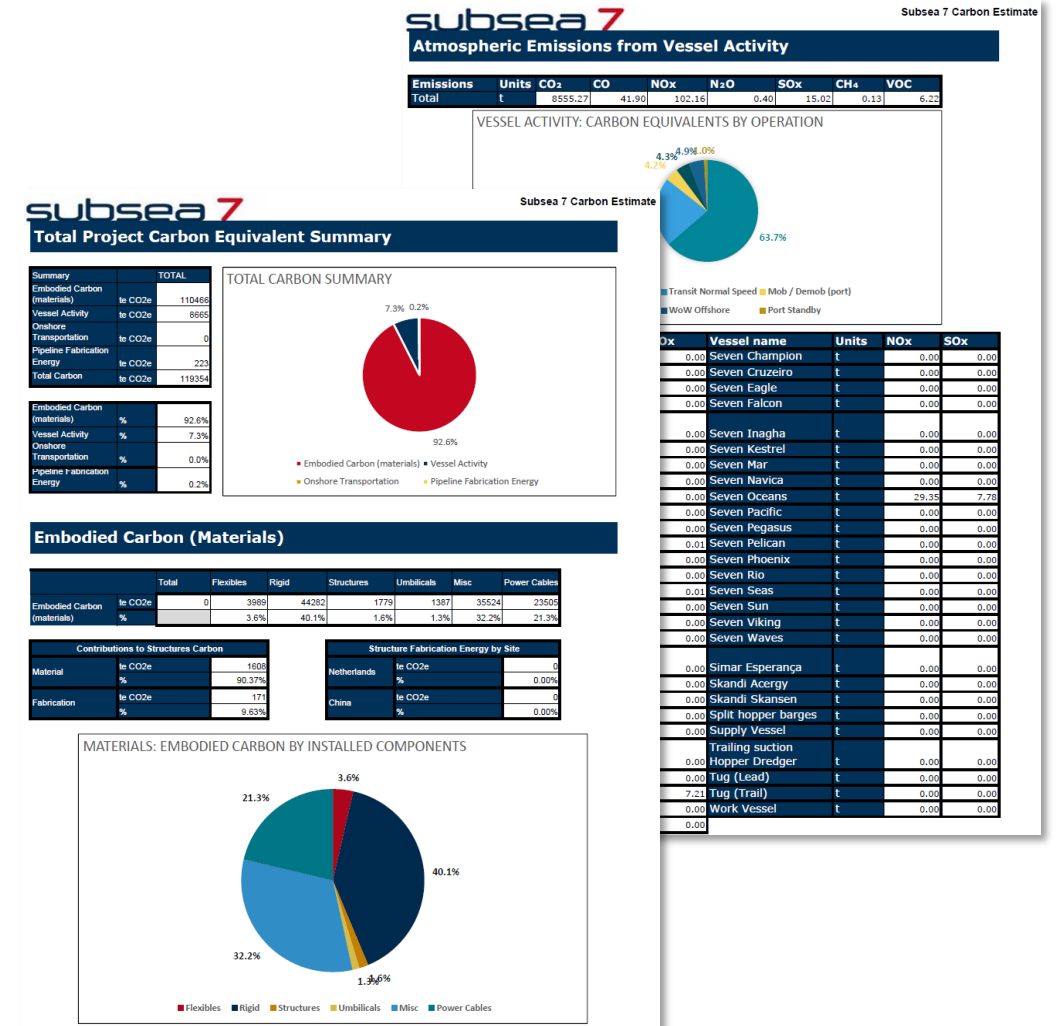 subsea 7
Subsea 7 Carbon Estimate
Atmospheric Emissions from Vessel Activity
Emissions Units CO₂ CO NOx N₂O SOx CH₄ VOC
Total t 8555.27 41.90 102.16 0.40 15.02 0.13 6.22
VESSEL ACTIVITY: CARBON EQUIVALENTS BY OPERATION
4.2% 4.3% 4.9% 1.0%
63.7%
Transit Normal Speed Mob / Demob (port)
WoW Offshore Port Standby
Ox Vessel name Units NOx SOx
0.00 Seven Champion t 0.00 0.00
0.00 Seven Cruzeiro t 0.00 0.00
0.00 Seven Eagle t 0.00 0.00
0.00 Seven Falcon t 0.00 0.00
0.00 Seven Inagha t 0.00 0.00
0.00 Seven Kestrel t 0.00 0.00
0.00 Seven Mar t 0.00 0.00
0.00 Seven Navica t 0.00 0.00
0.00 Seven Oceans t 29.35 7.78
0.00 Seven Pacific t 0.00 0.00
0.00 Seven Pegasus t 0.00 0.00
0.01 Seven Pelican t 0.00 0.00
0.00 Seven Phoenix t 0.00 0.00
0.00 Seven Rio t 0.00 0.00
0.01 Seven Seas t 0.00 0.00
0.00 Seven Sun t 0.00 0.00
0.00 Seven Viking t 0.00 0.00
0.00 Seven Waves t 0.00 0.00
0.00 Simar Esperança t 0.00 0.00
0.00 Skandi Acergy t 0.00 0.00
0.00 Skandi Skansen t 0.00 0.00
0.00 Split hopper barges t 0.00 0.00
0.00 Supply Vessel t 0.00 0.00
Trailing suction
0.00 Hopper Dredger t 0.00 0.00
0.00 Tug (Lead) t 0.00 0.00
7.21 Tug (Trail) t 0.00 0.00
0.00 Work Vessel t 0.00 0.00
0.00
subsea 7
Subsea 7 Carbon Estimate
Total Project Carbon Equivalent Summary
Summary TOTAL
Embodied Carbon
(materials) te CO2e 110466
Vessel Activity te CO2e 8665
Onshore
Transportation te CO2e 0
Pipeline Fabrication
Energy te CO2e 223
Total Carbon te CO2e 119354
Embodied Carbon
(materials) % 92.6%
Vessel Activity % 7.3%
Onshore
Transportation % 0.0%
Pipeline Fabrication
Energy % 0.2%
TOTAL CARBON SUMMARY
7.3% 0.2%
92.6%
Embodied Carbon (materials) Vessel Activity
Onshore Transportation Pipeline Fabrication Energy
Embodied Carbon (Materials)
Total Flexibles Rigid Structures Umbilicals Misc Power Cables
Embodied Carbon te CO2e 0 3989 44282 1779 1387 35524 23505
(materials) % 3.6% 40.1% 1.6% 1.3% 32.2% 21.3%
Contributions to Structures Carbon
Material te CO2e 1608
% 90.37%
Fabrication te CO2e 171
% 9.63%
Structure Fabrication Energy by Site
Netherlands te CO2e 0
% 0.00%
China te CO2e 0
% 0.00%
MATERIALS: EMBODIED CARBON BY INSTALLED COMPONENTS
3.6%
21.3%
40.1%
32.2%
1.3% 1.6%
Flexibles Rigid Structures Umbilicals Misc Power Cables